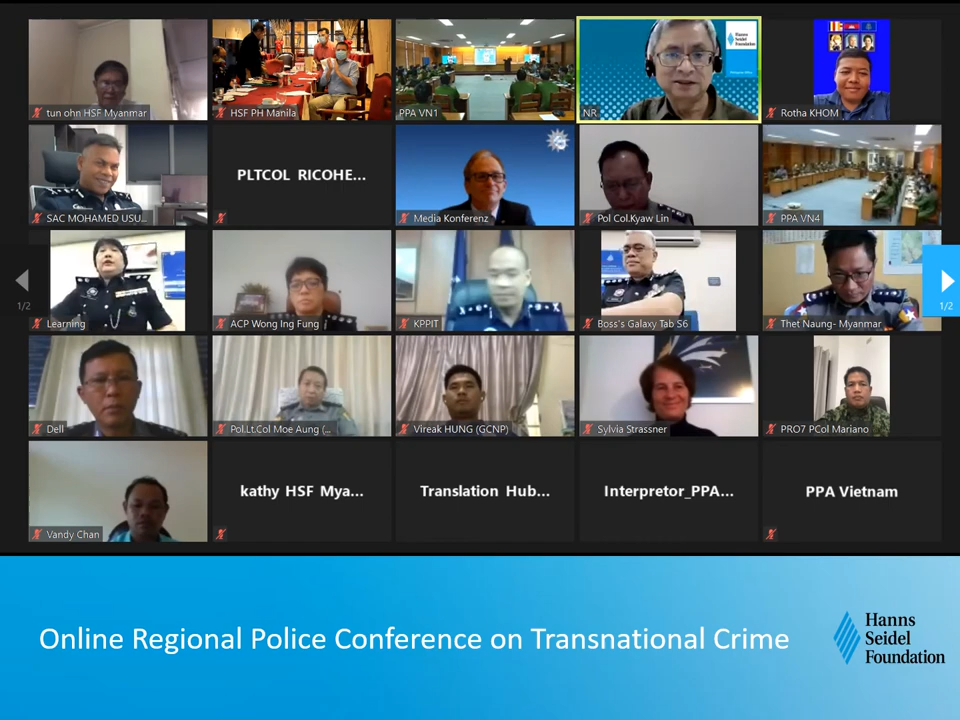 tun ohn HSF Myanmar
HSF PH Manila
PPA VN1
NR
Hanns
Seidel
Foundation
Rotha KHOM
SAC MOHAMED USU...
PLTCOL RICOHE...
Media Konferenz
Pol Col.Kyaw Lin
PPA VN4
Learning
ACP Wong Ing Fung
KPPIT
Boss's Galaxy Tab S6
Thet Naung- Myanmar
1/2
1/2
Dell
Pol.Lt.Col Moe Aung (...
Vireak HUNG (GCNP)
Sylvia Strassner
PRO7 PCol Mariano
Vandy Chan
kathy HSF Mya...
Translation Hub...
Interpretor_PPA...
PPA Vietnam
Online Regional Police Conference on Transnational Crime
Hanns
Seidel
Foundation